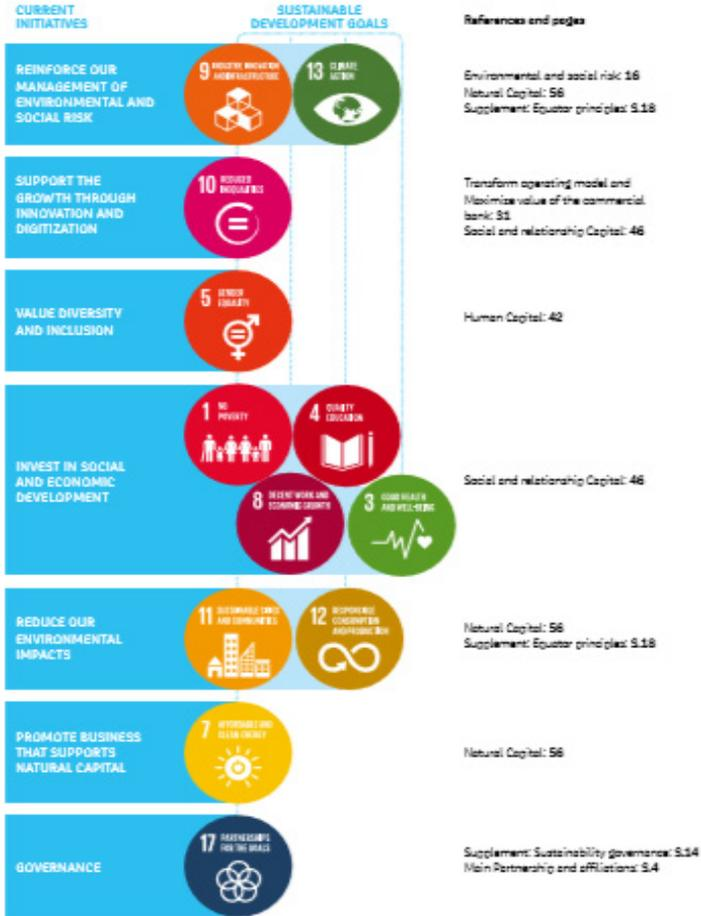 CURRENT
INITIATIVES
SUSTAINABLE
DEVELOPMENT GOALS
References and pages
REINFORCE OUR
MANAGEMENT OF
ENVIRONMENTAL AND
SOCIAL RISK
9 INDUSTRY, INNOVATION
AND INFRASTRUCTURE
13 CLIMATE
ACTION
Environmental and social risk: 16
Natural Capital: 56
Supplement: Equator principles: S.18
SUPPORT THE
GROWTH THROUGH
INNOVATION AND
DIGITIZATION
10 REDUCED
INEQUALITIES
Transform operating model and
Maximize value of the commercial
bank: 31
Social and relationship Capital: 46
VALUE DIVERSITY
AND INCLUSION
5 GENDER
EQUALITY
Human Capital: 42
INVEST IN SOCIAL
AND ECONOMIC
DEVELOPMENT
1 NO
POVERTY
4 QUALITY
EDUCATION
8 DECENT WORK AND
ECONOMIC GROWTH
3 GOOD HEALTH
AND WELL-BEING
Social and relationship Capital: 46
REDUCE OUR
ENVIRONMENTAL
IMPACTS
11 SUSTAINABLE CITIES
AND COMMUNITIES
12 RESPONSIBLE
CONSUMPTION
AND PRODUCTION
Natural Capital: 56
Supplement: Equator principles: S.18
PROMOTE BUSINESS
THAT SUPPORTS
NATURAL CAPITAL
7 AFFORDABLE AND
CLEAN ENERGY
Natural Capital: 56
GOVERNANCE
17 PARTNERSHIPS
FOR THE GOALS
Supplement: Sustainability governance: S.14
Main Partnership and affiliations: S.4